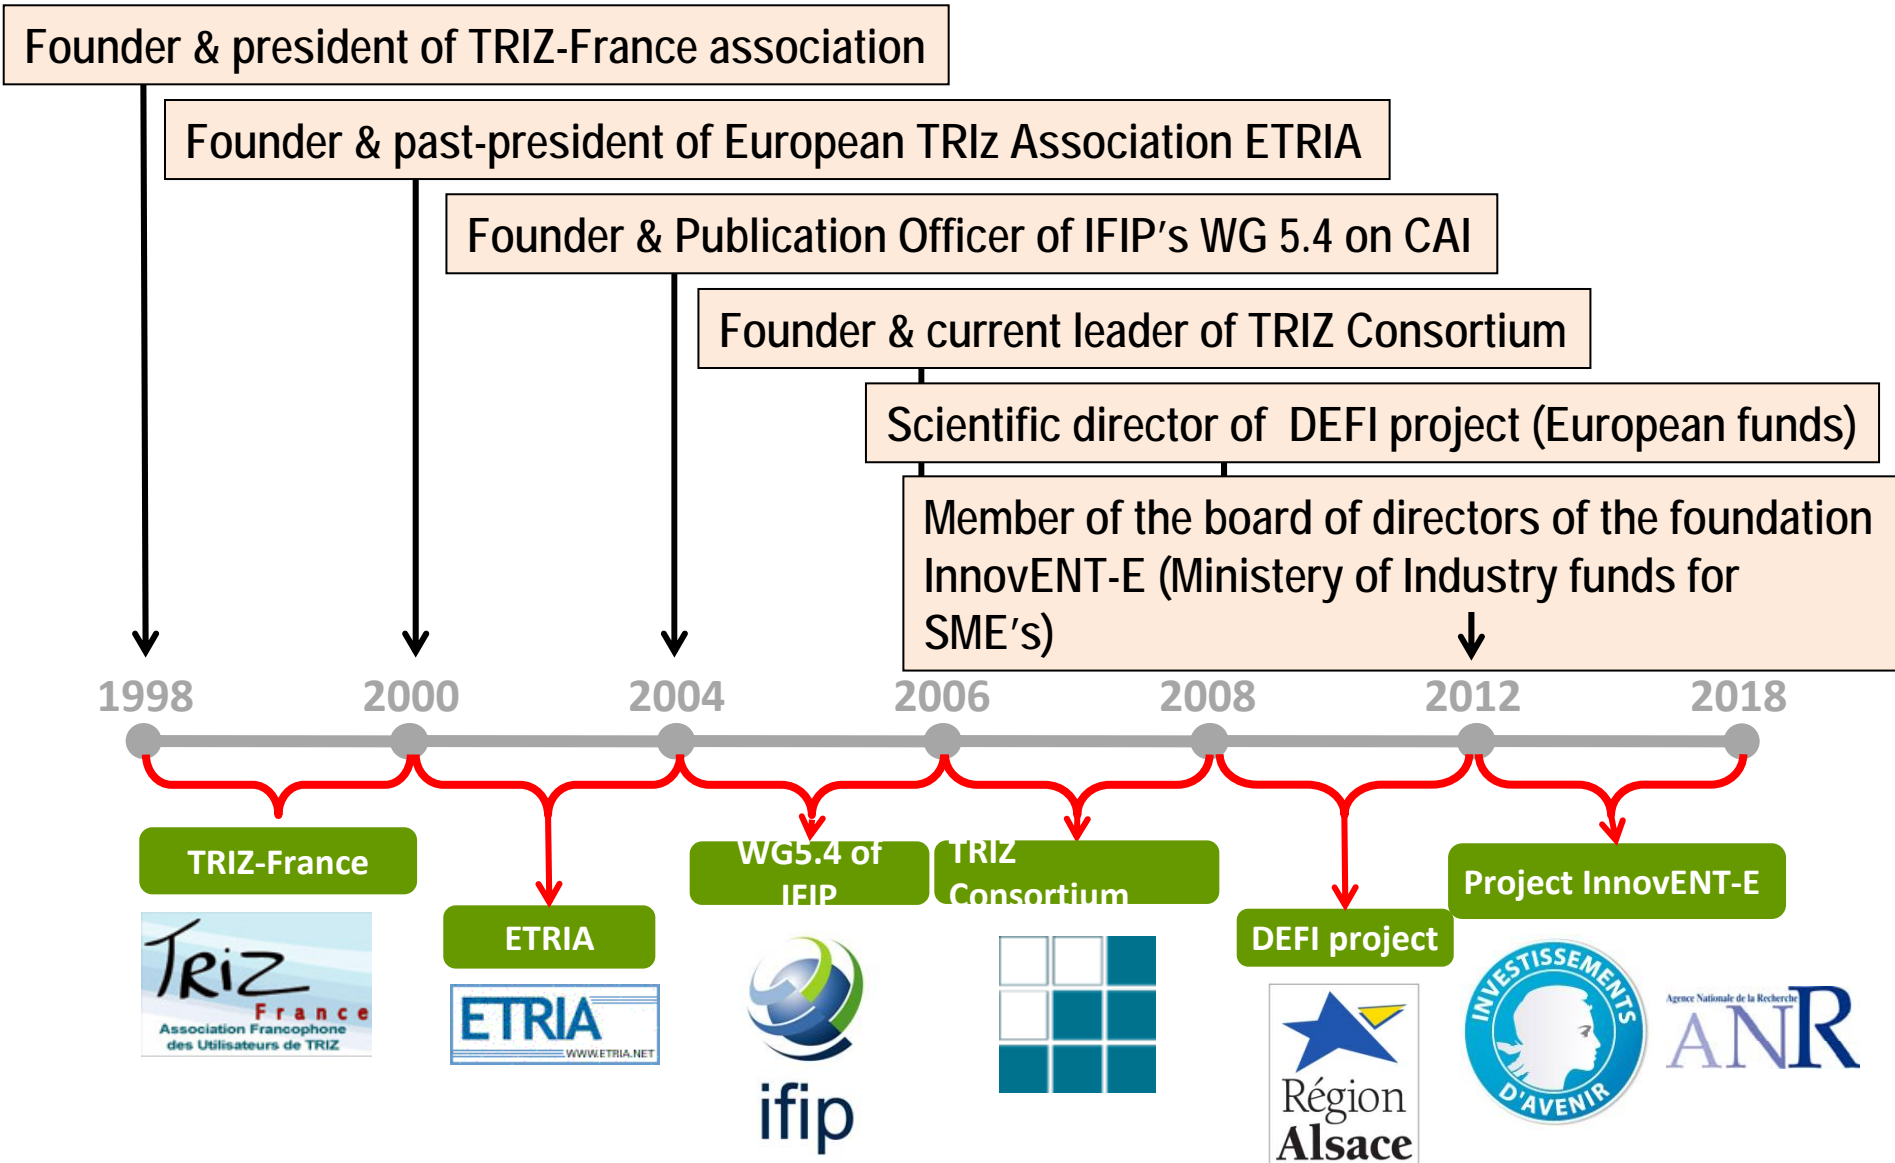 Founder & president of TRIZ-France association
Founder & past-president of European TRIz Association ETRIA
Founder & Publication Officer of IFIP's WG 5.4 on CAI
Founder & current leader of TRIZ Consortium
Scientific director of DEFI project (European funds)
Member of the board of directors of the foundation
InnovENT-E (Ministery of Industry funds for
SME's)
1998 2000 2004 2006 2008 2012 2018
TRIZ-France
ETRIA
WG5.4 of
IFIP
TRIZ
Consortium
DEFI project
Project InnovENT-E
TRiZ
France
Association Francophone
des Utilisateurs de TRIZ
ETRIA
WWW.ETRIA.NET
ifip
Région
Alsace
INVESTISSEMENTS
D'AVENIR
Agence Nationale de la Recherche
ANR